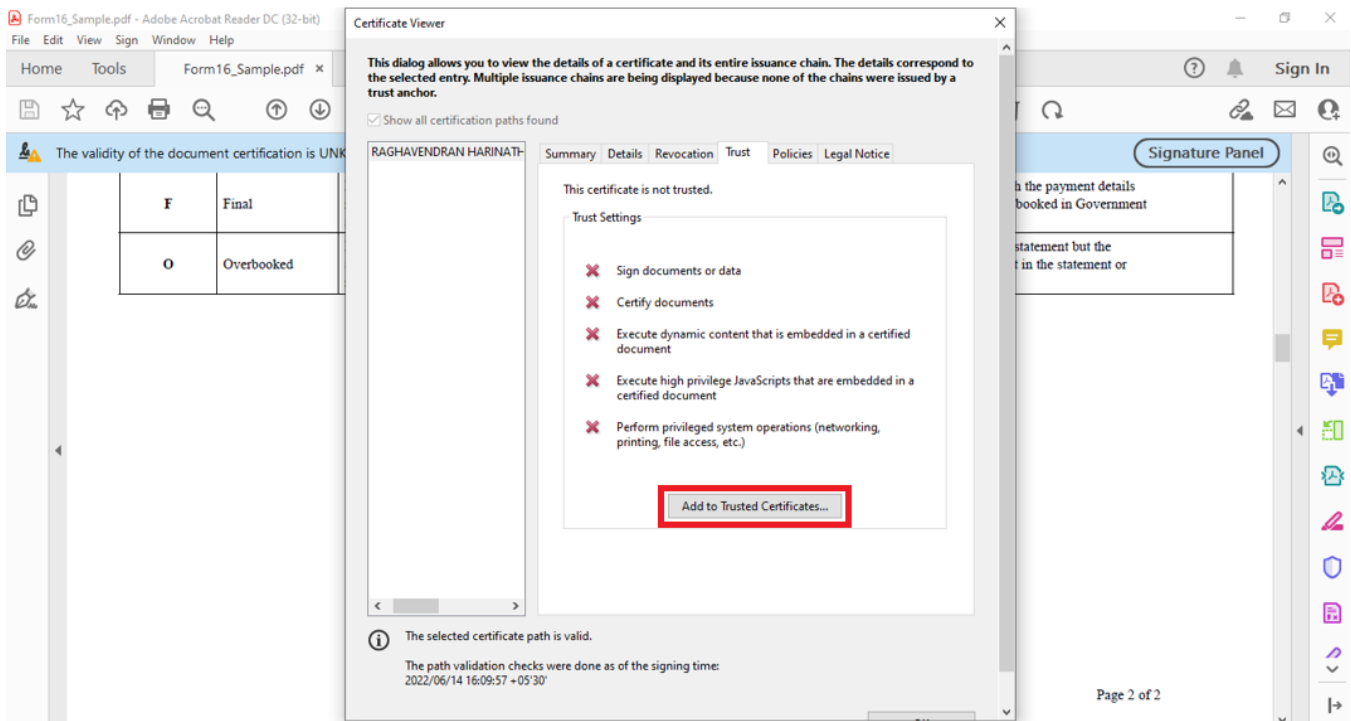 Form16_Sample.pdf - Adobe Acrobat Reader DC (32-bit)
File Edit View Sign Window Help
Home Tools Form16_Sample.pdf ×
Sign In
The validity of the document certification is UNK
Signature Panel
F Final
h the payment details
booked in Government
O Overbooked
statement but the
t in the statement or
Page 2 of 2
Certificate Viewer
This dialog allows you to view the details of a certificate and its entire issuance chain. The details correspond to
the selected entry. Multiple issuance chains are being displayed because none of the chains were issued by a
trust anchor.
Show all certification paths found
RAGHAVENDRAN HARINATH
Summary Details Revocation Trust Policies Legal Notice
This certificate is not trusted.
Trust Settings
Sign documents or data
Certify documents
Execute dynamic content that is embedded in a certified
document
Execute high privilege JavaScripts that are embedded in a
certified document
Perform privileged system operations (networking,
printing, file access, etc.)
Add to Trusted Certificates...
The selected certificate path is valid.
The path validation checks were done as of the signing time:
2022/06/14 16:09:57 +05'30'